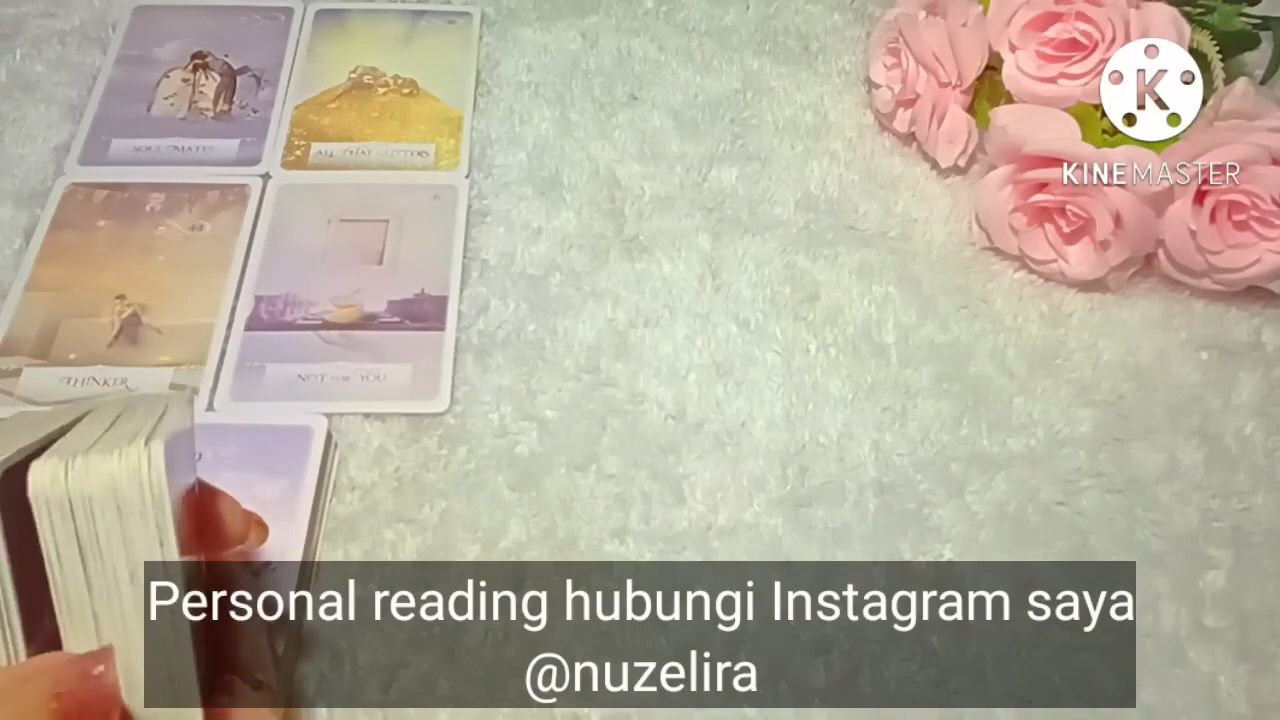 SOUL MATES
ALL THAT GLITTERS
THINKER
NOT FOR YOU
K
KINEMASTER
Personal reading hubungi Instagram saya
@nuzelira